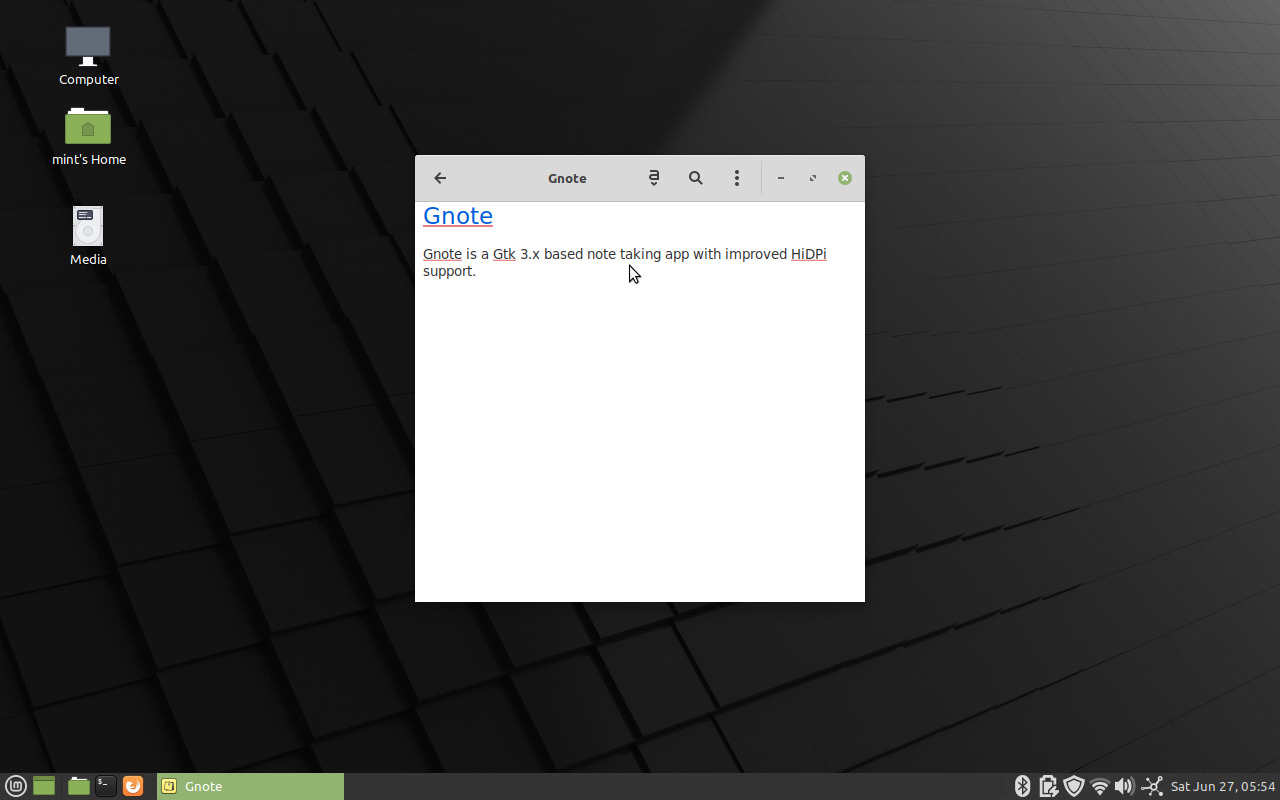 Computer
mint's Home
Media
Gnote
Gnote
Gnote is a Gtk 3.x based note taking app with improved HiDPi
support.
Gnote
Sat Jun 27, 05:54